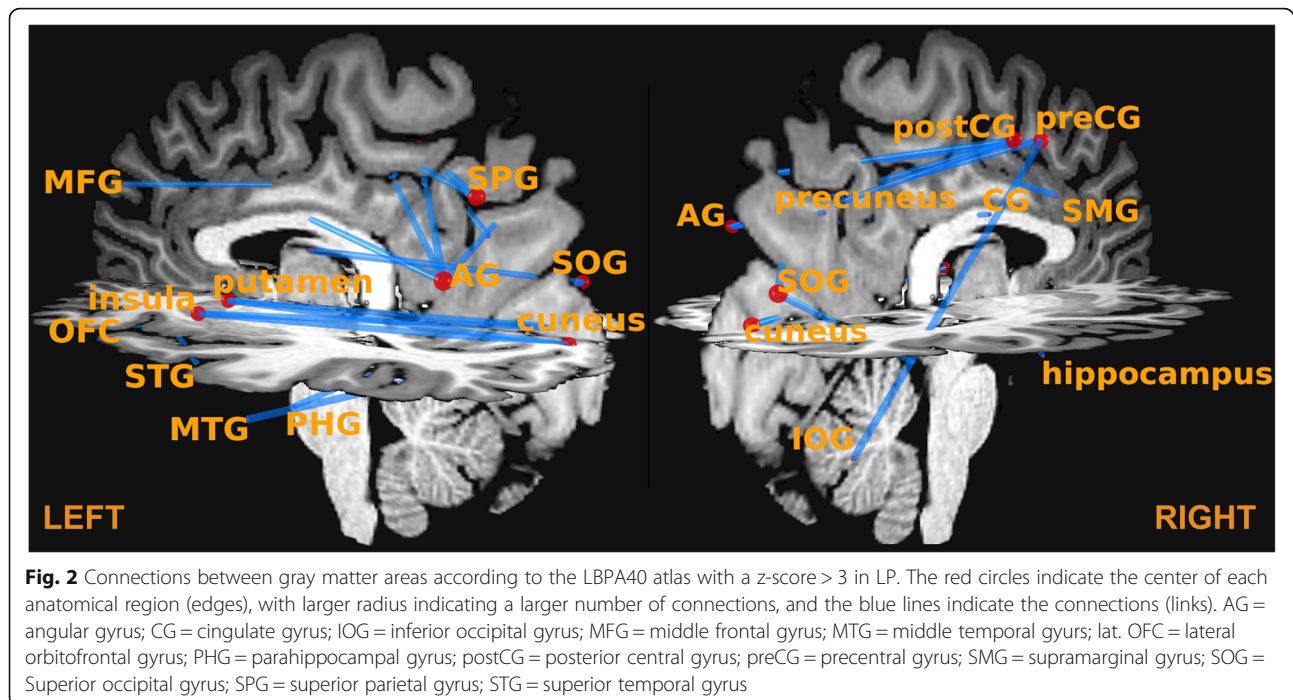 postCG preCG
MFG
SPG
precuneus CG
AG
SMG
AG
SOG
SOG
putamen
insula
cuneus
OFC
cuneus
STG
hippocampus
MTG PHG
IOG
LEFT
RIGHT
Fig. 2 Connections between gray matter areas according to the LBPA40 atlas with a z-score > 3 in LP. The red circles indicate the center of each
anatomical region (edges), with larger radius indicating a larger number of connections, and the blue lines indicate the connections (links). AG =
angular gyrus; CG = cingulate gyrus; IOG = inferior occipital gyrus; MFG = middle frontal gyrus; MTG = middle temporal gyurs; lat. OFC = lateral
orbitofrontal gyrus; PHG = parahippocampal gyrus; postCG = posterior central gyrus; preCG = precentral gyrus; SMG = supramarginal gyrus; SOG =
Superior occipital gyrus; SPG = superior parietal gyrus; STG = superior temporal gyrus